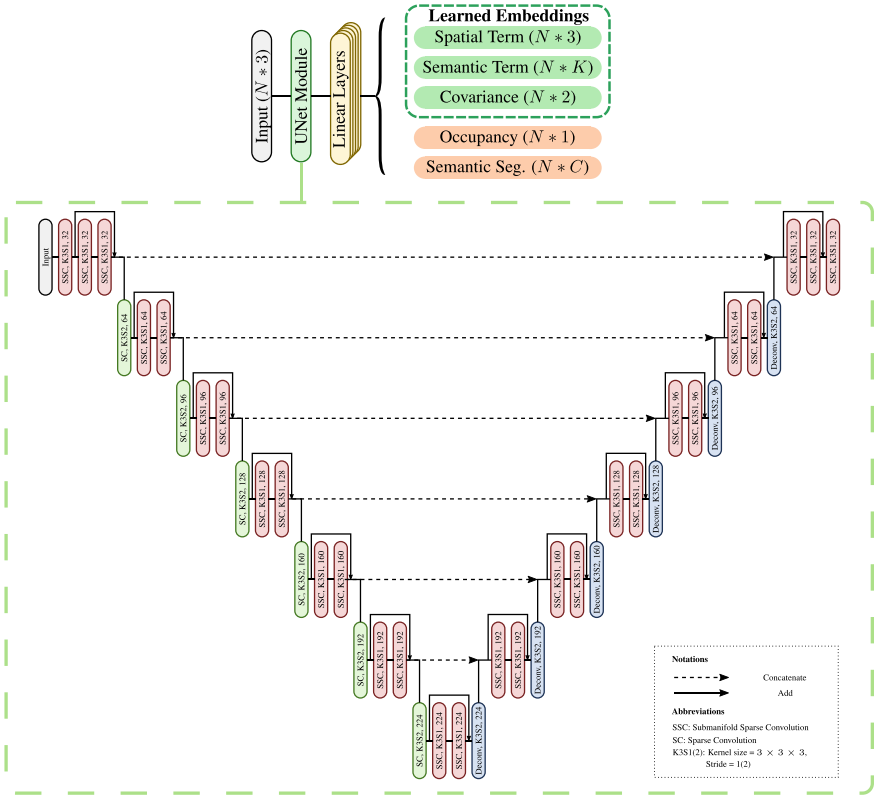 Learned Embeddings
Input (N * 3)
UNet Module
Linear Layers
Spatial Term (N * 3)
Semantic Term (N * K)
Covariance (N * 2)
Occupancy (N * 1)
Semantic Seg. (N * C)
Input
SSC, K3S1, 32
SSC, K3S1, 32
SSC, K3S1, 32
SSC, K3S1, 32
SSC, K3S1, 32
SSC, K3S1, 32
SC, K3S2, 64
SSC, K3S1, 64
SSC, K3S1, 64
SSC, K3S1, 64
SSC, K3S1, 64
Deconv, K3S2, 64
SC, K3S2, 96
SSC, K3S1, 96
SSC, K3S1, 96
SSC, K3S1, 96
SSC, K3S1, 96
Deconv, K3S2, 96
SC, K3S2, 128
SSC, K3S1, 128
SSC, K3S1, 128
SSC, K3S1, 128
SSC, K3S1, 128
Deconv, K3S2, 128
SC, K3S2, 160
SSC, K3S1, 160
SSC, K3S1, 160
SSC, K3S1, 160
SSC, K3S1, 160
Deconv, K3S2, 160
SC, K3S2, 192
SSC, K3S1, 192
SSC, K3S1, 192
SSC, K3S1, 192
SSC, K3S1, 192
Deconv, K3S2, 192
SC, K3S2, 224
SSC, K3S1, 224
SSC, K3S1, 224
Deconv, K3S2, 224
Notations
Concatenate
Add
Abbreviations
SSC: Submanifold Sparse Convolution
SC: Sparse Convolution
K3S1(2): Kernel size = 3 × 3 × 3,
Stride = 1(2)